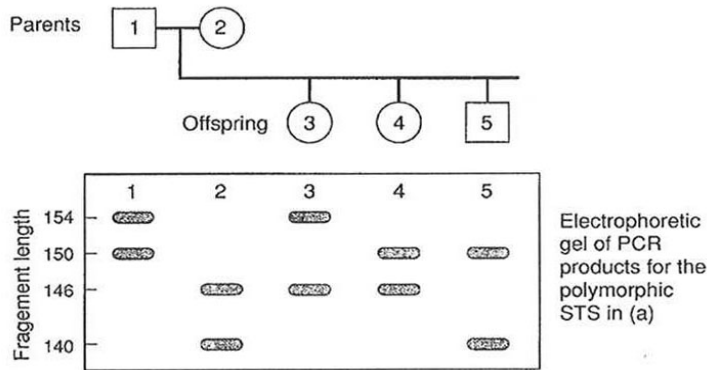 Parents 1 2
Offspring 3 4 5
1 2 3 4 5
Fragement length
154
150
146
140
Electrophoretic
gel of PCR
products for the
polymorphic
STS in (a)